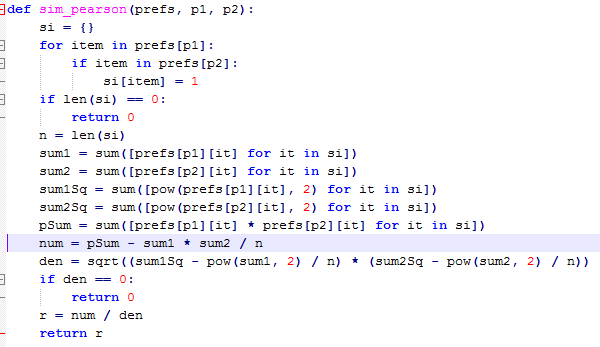 def sim_pearson(prefs, p1, p2):
    si = {}
    for item in prefs[p1]:
        if item in prefs[p2]:
            si[item] = 1
    if len(si) == 0:
        return 0
    n = len(si)
    sum1 = sum([prefs[p1][it] for it in si])
    sum2 = sum([prefs[p2][it] for it in si])
    sum1Sq = sum([pow(prefs[p1][it], 2) for it in si])
    sum2Sq = sum([pow(prefs[p2][it], 2) for it in si])
    pSum = sum([prefs[p1][it] * prefs[p2][it] for it in si])
    num = pSum - sum1 * sum2 / n
    den = sqrt((sum1Sq - pow(sum1, 2) / n) * (sum2Sq - pow(sum2, 2) / n))
    if den == 0:
        return 0
    r = num / den
    return r